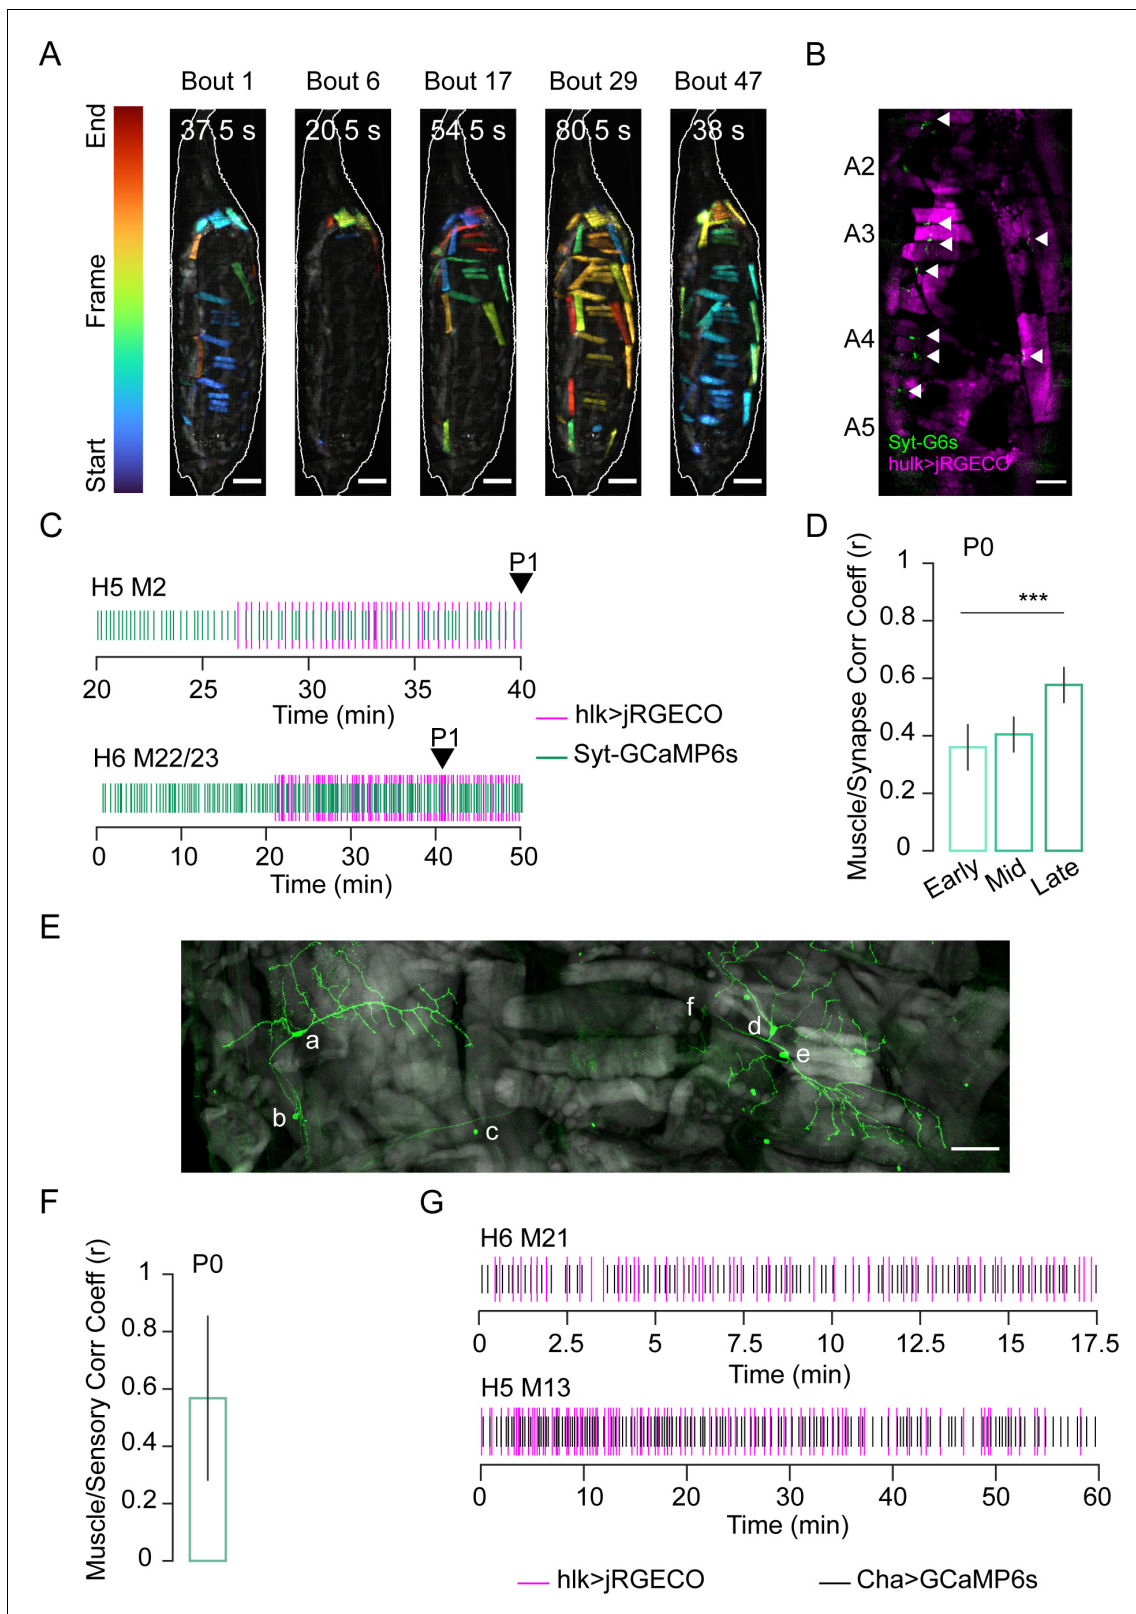 A
Bout 1
Bout 6
Bout 17
Bout 29
Bout 47
End
Frame
Start
37.5 s
20.5 s
54.5 s
80.5 s
38 s
B
A2
A3
A4
A5
Syt-G6s
hulk>jRGECO
C
H5 M2
P1
20 25 30 35 40
Time (min)
hlk>jRGECO
Syt-GCaMP6s
H6 M22/23
P1
0 10 20 30 40 50
Time (min)
D
P0
Muscle/Synapse Corr Coeff (r)
1
0.8
0.6
0.4
0.2
0
***
Early Mid Late
E
a
b
c
d
e
f
F
P0
Muscle/Sensory Corr Coeff (r)
1
0.8
0.6
0.4
0.2
0
G
H6 M21
0 2.5 5 7.5 10 12.5 15 17.5
Time (min)
H5 M13
0 10 20 30 40 50 60
Time (min)
hlk>jRGECO
Cha>GCaMP6s